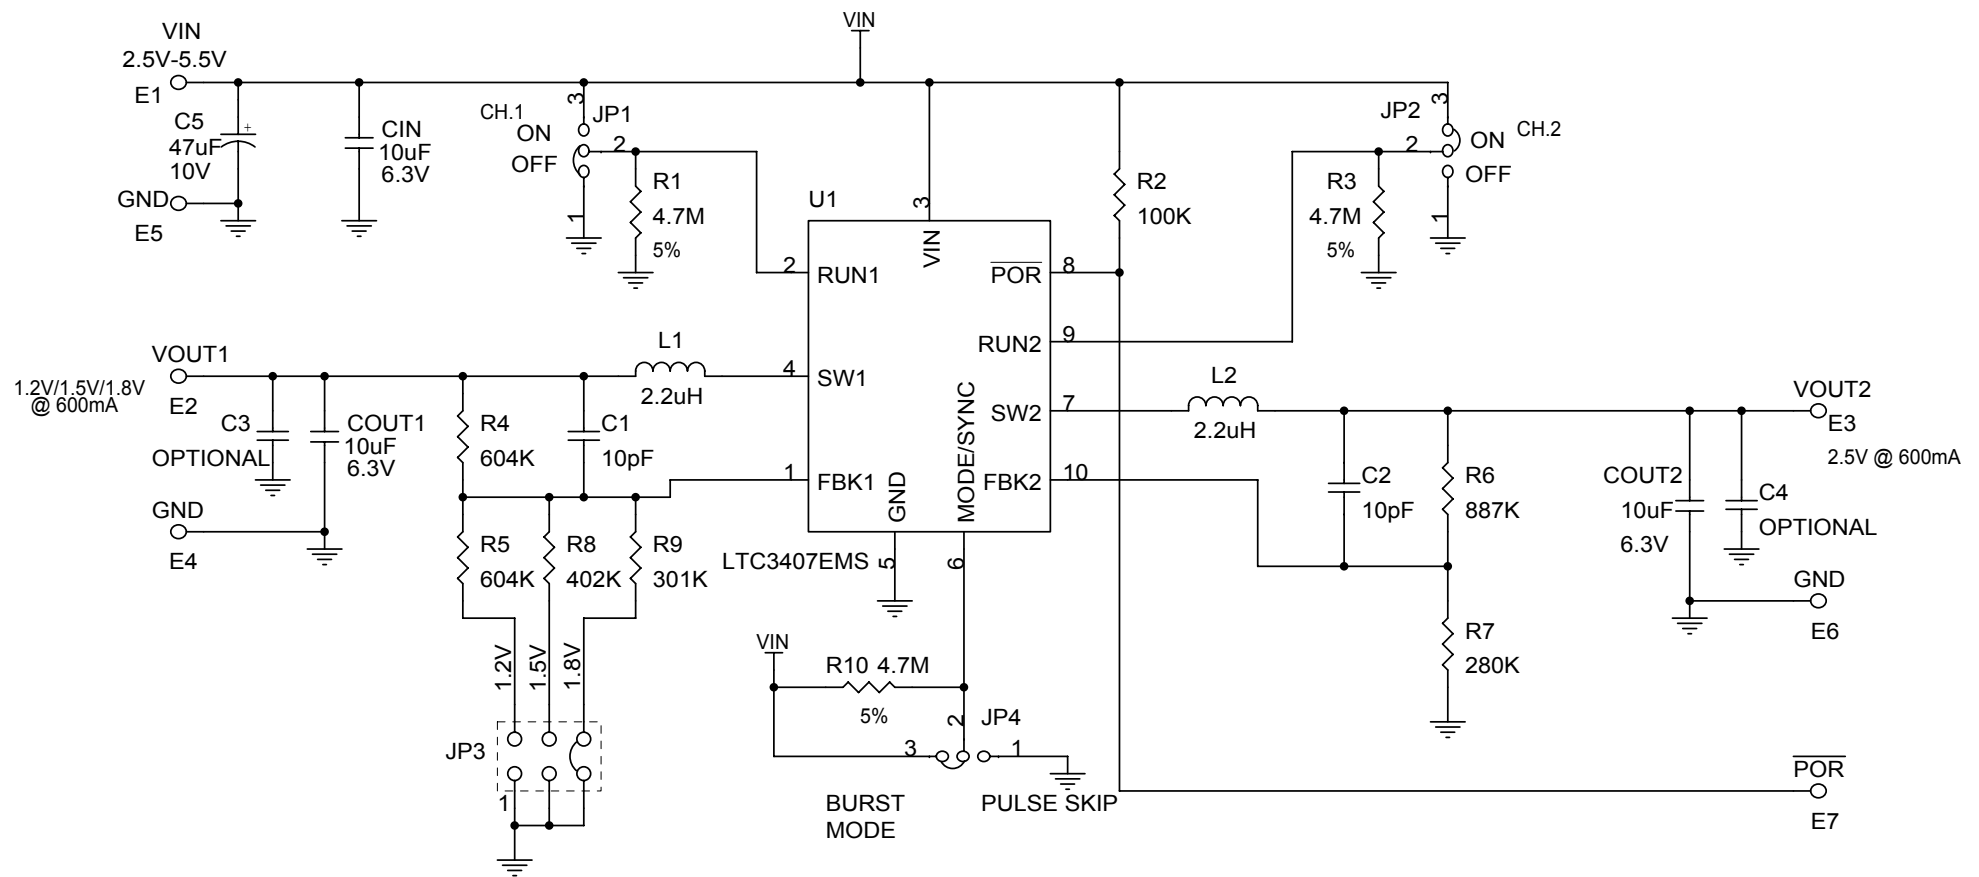 VIN
VIN
2.5V-5.5V
E1
C5
+
47uF
10V
GND
E5
CIN
10uF
6.3V
CH.1
ON
OFF
3
JP1
2
1
R1
4.7M
5%
U1
3
VIN
2
RUN1
POR
8
R2
100K
JP2
3
ON
CH.2
2
OFF
1
R3
4.7M
5%
RUN2
9
VOUT1
1.2V/1.5V/1.8V
@ 600mA
E2
L1
2.2uH
4
SW1
SW2
7
L2
2.2uH
VOUT2
E3
2.5V @ 600mA
C3
OPTIONAL
COUT1
10uF
6.3V
R4
604K
C1
10pF
1
FBK1
GND
MODE/SYNC
FBK2
10
C2
10pF
R6
887K
COUT2
10uF
6.3V
C4
OPTIONAL
GND
E4
R5
604K
R8
402K
R9
301K
LTC3407EMS
5
6
GND
E6
R7
280K
1.2V
1.5V
1.8V
VIN
R10 4.7M
5%
2
JP4
3
1
JP3
1
BURST
MODE
PULSE SKIP
POR
E7